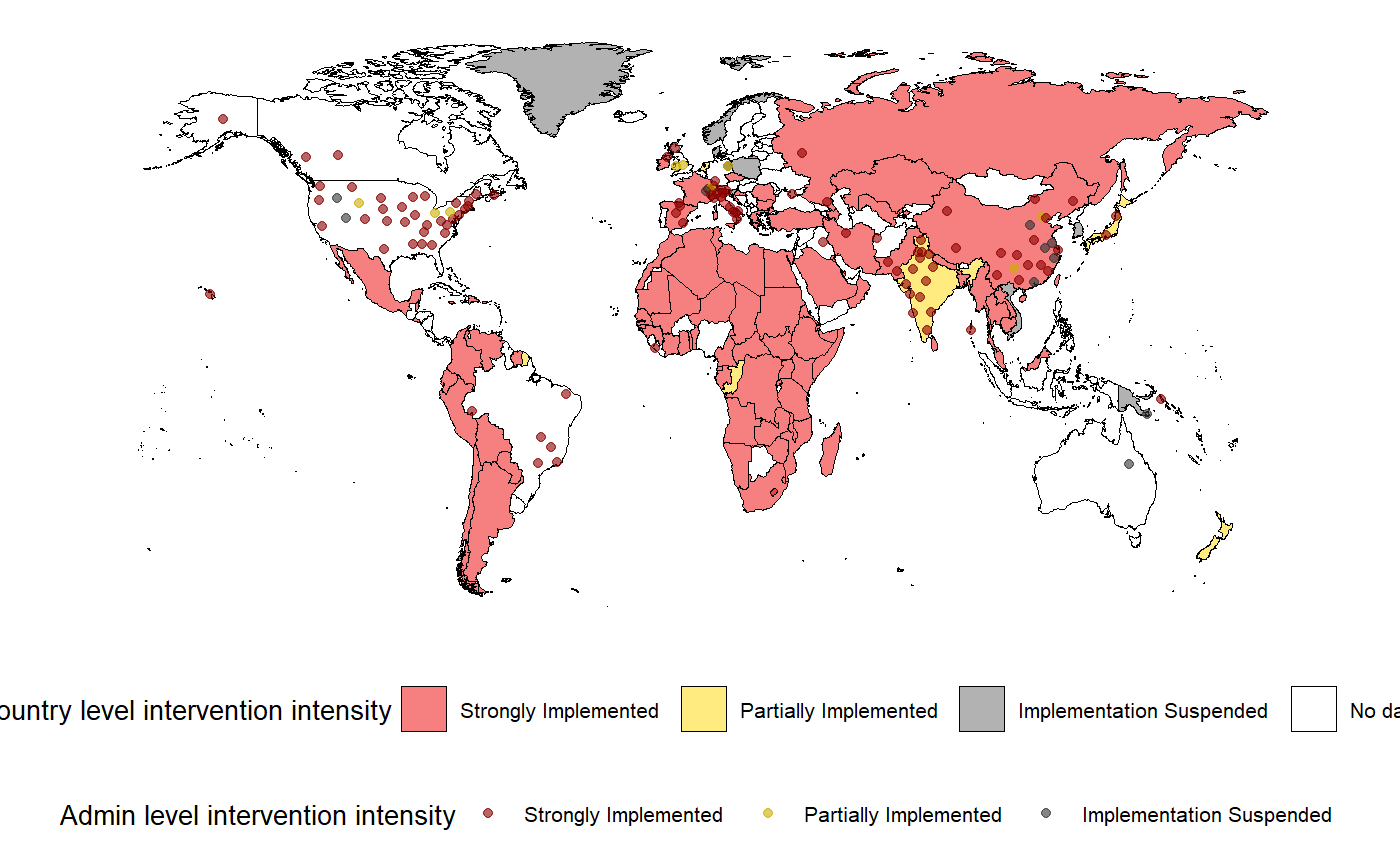 ountry level intervention intensity Strongly Implemented Partially Implemented Implementation Suspended No da
Admin level intervention intensity Strongly Implemented Partially Implemented Implementation Suspended